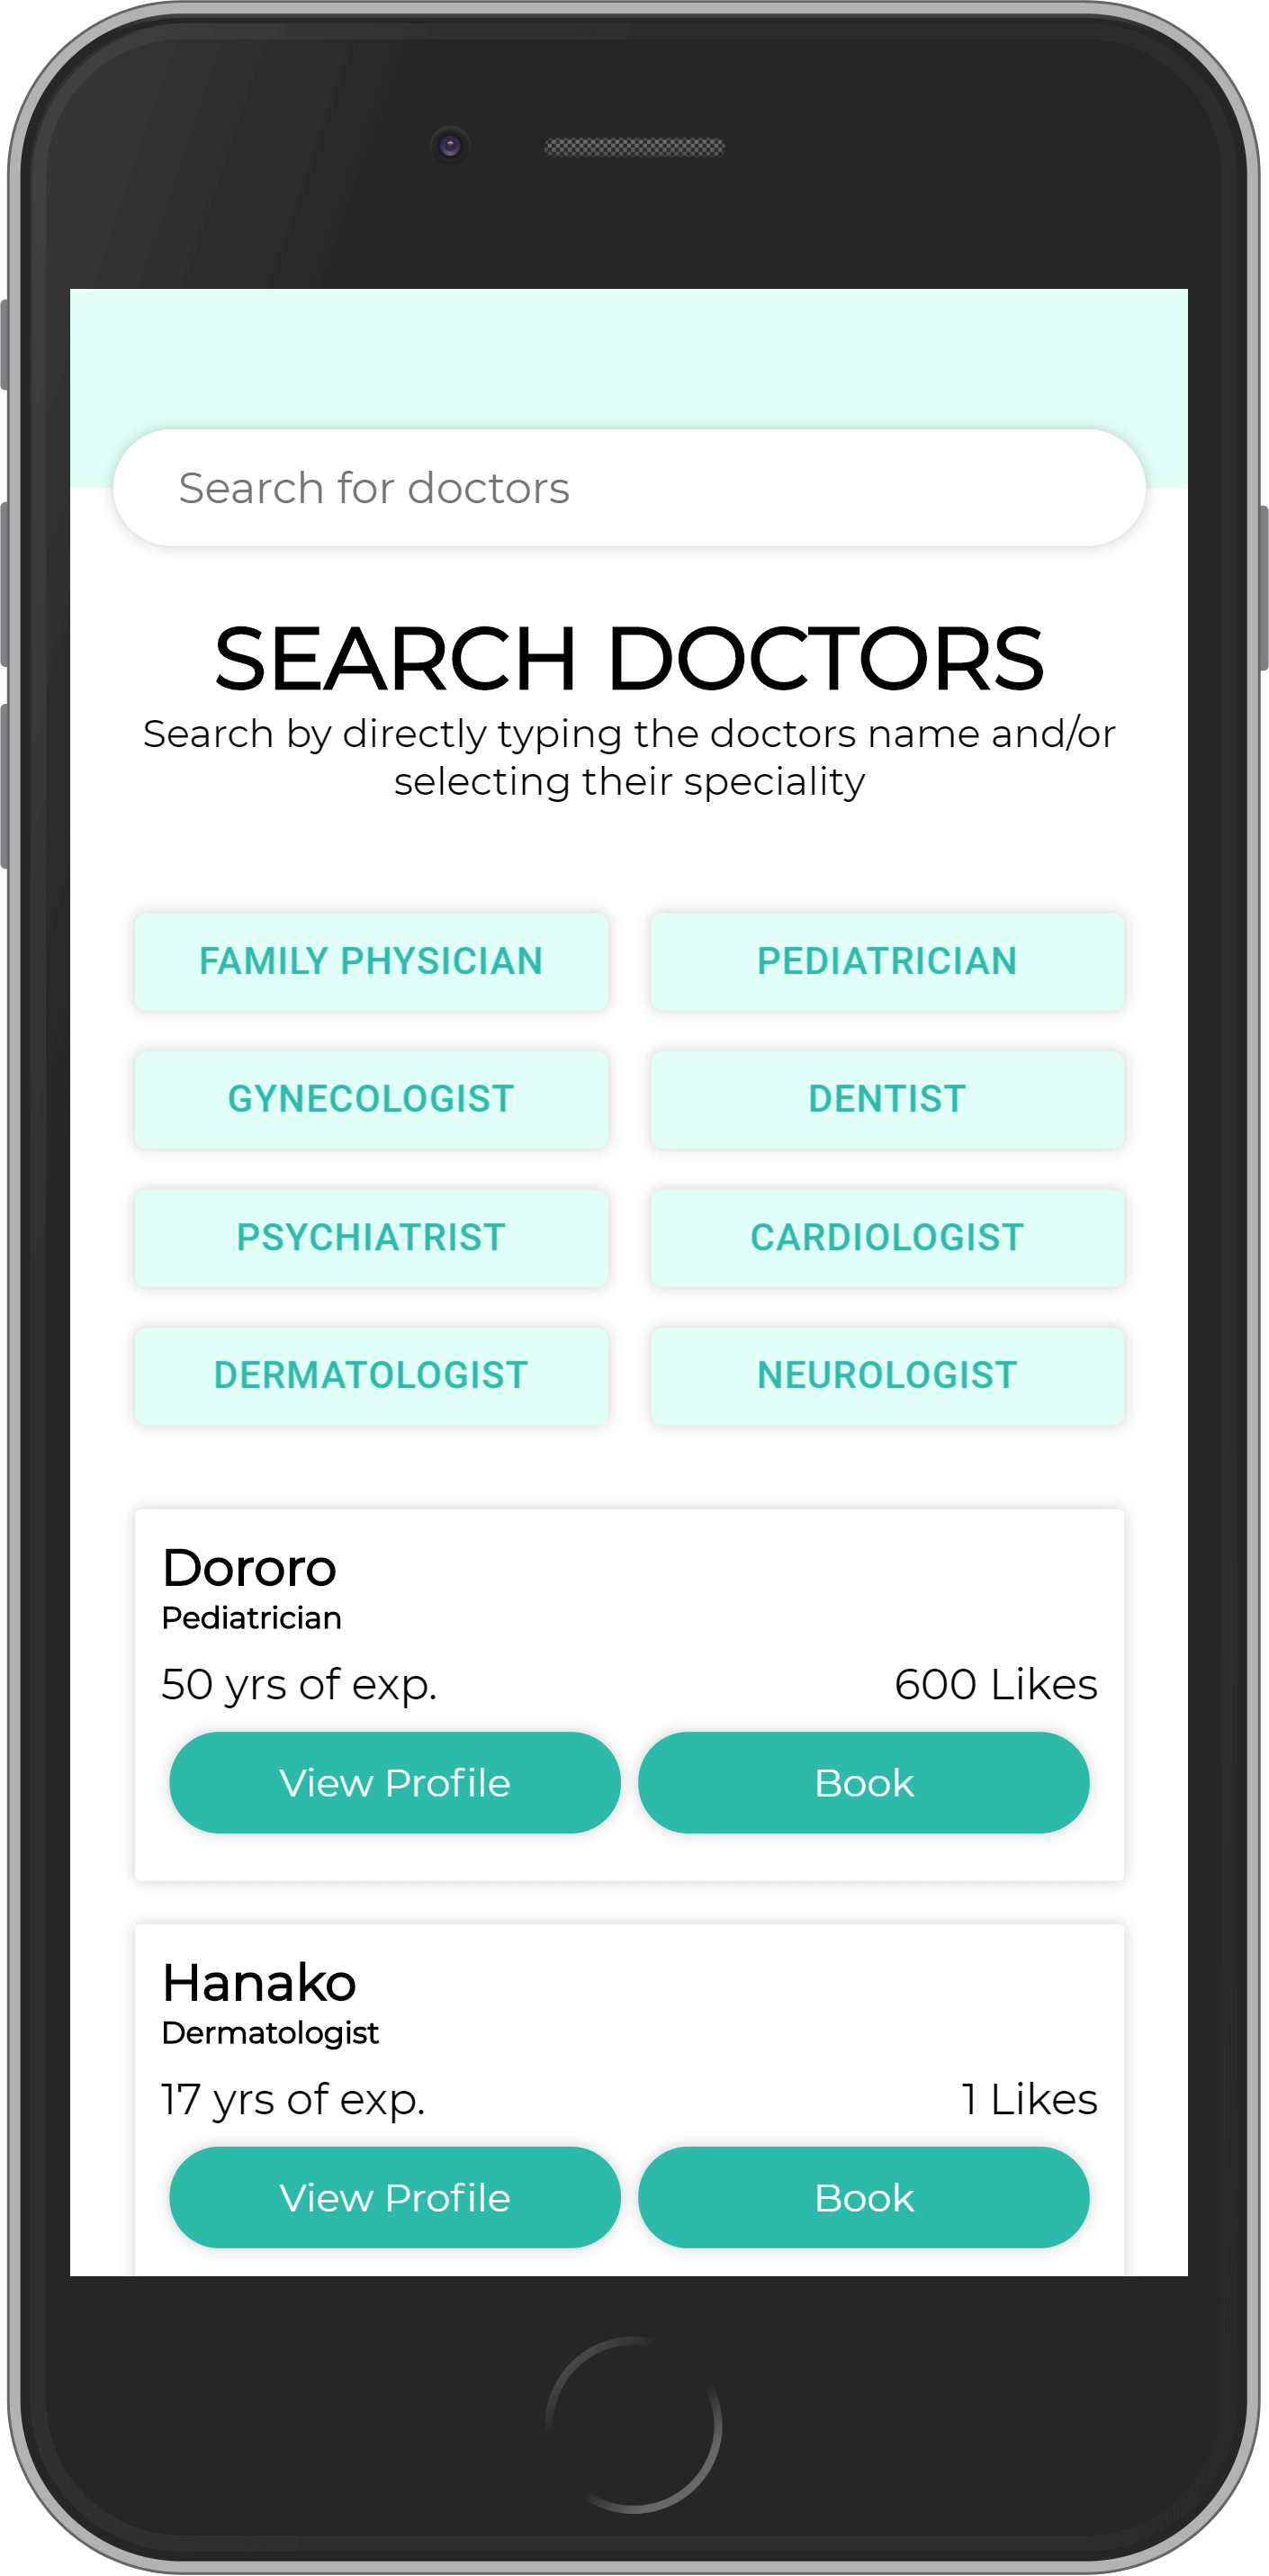 Search for doctors
SEARCH DOCTORS
Search by directly typing the doctors name and/or
selecting their speciality
FAMILY PHYSICIAN
PEDIATRICIAN
GYNECOLOGIST
DENTIST
PSYCHIATRIST
CARDIOLOGIST
DERMATOLOGIST
NEUROLOGIST
Dororo
Pediatrician
50 yrs of exp.
600 Likes
View Profile
Book
Hanako
Dermatologist
17 yrs of exp.
1 Likes
View Profile
Book